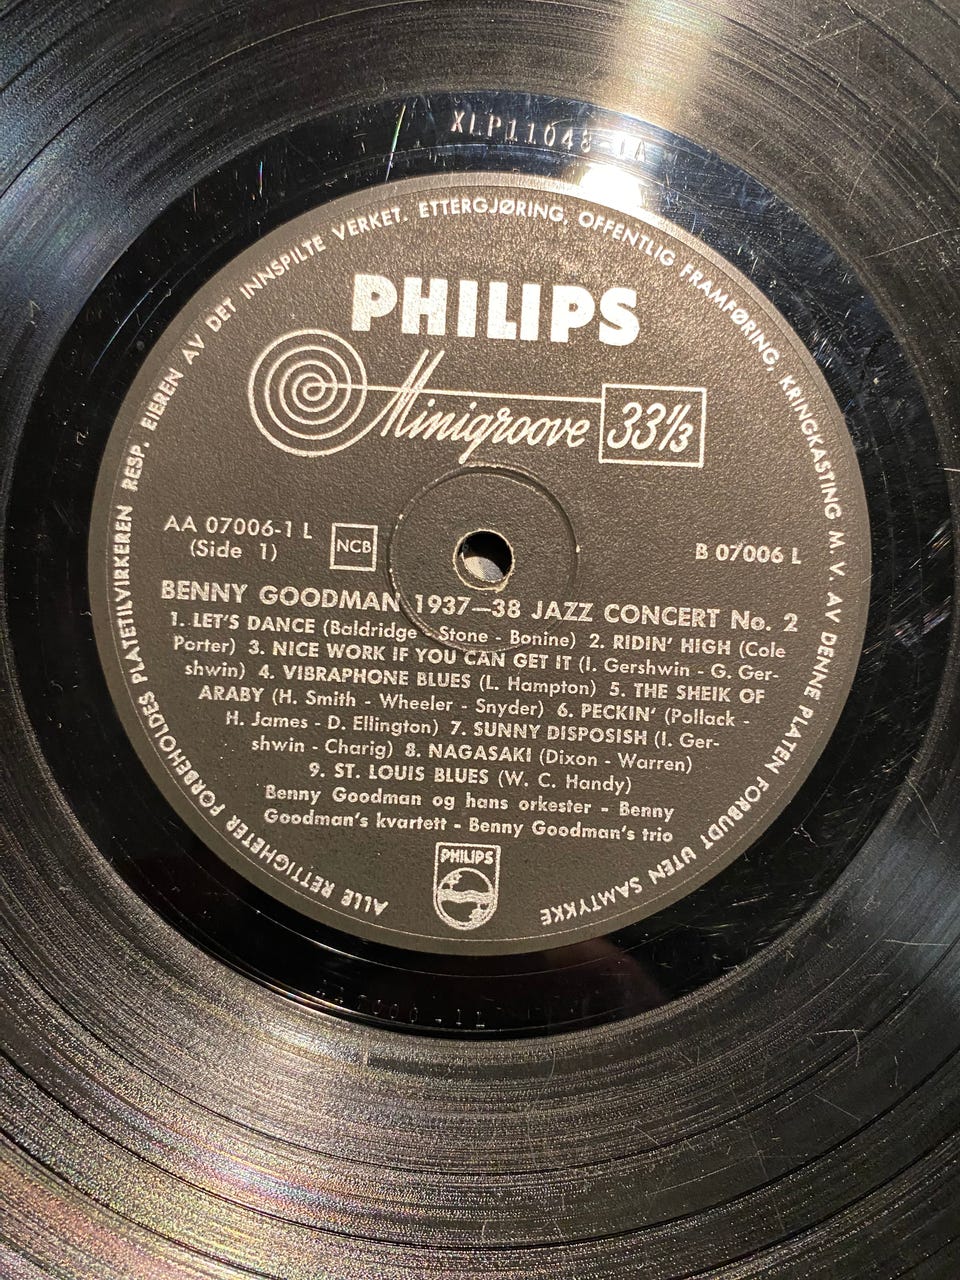 XLP11048-1A
ALLE RETTIGHETER FORBEHOLDES PLATETILVIRKEREN RESP. EIEREN AV DET INNSPILTE VERKET. ETTERGJØRING, OFFENTLIG FRAMFØRING, KRINGKASTING M. V. AV DENNE PLATEN FORBUDT UTEN SAMTYKKE
PHILIPS
Minigroove 33⅓
AA 07006-1 L
(Side 1)
NCB
B 07006 L
BENNY GOODMAN 1937—38 JAZZ CONCERT No. 2
1. LET'S DANCE (Baldridge - Stone - Bonine) 2. RIDIN' HIGH (Cole
Porter) 3. NICE WORK IF YOU CAN GET IT (I. Gershwin - G. Ger-
shwin) 4. VIBRAPHONE BLUES (L. Hampton) 5. THE SHEIK OF
ARABY (H. Smith - Wheeler - Snyder) 6. PECKIN' (Pollack -
H. James - D. Ellington) 7. SUNNY DISPOSISH (I. Ger-
shwin - Charig) 8. NAGASAKI (Dixon - Warren)
9. ST. LOUIS BLUES (W. C. Handy)
Benny Goodman og hans orkester - Benny
Goodman's kvartett - Benny Goodman's trio
PHILIPS